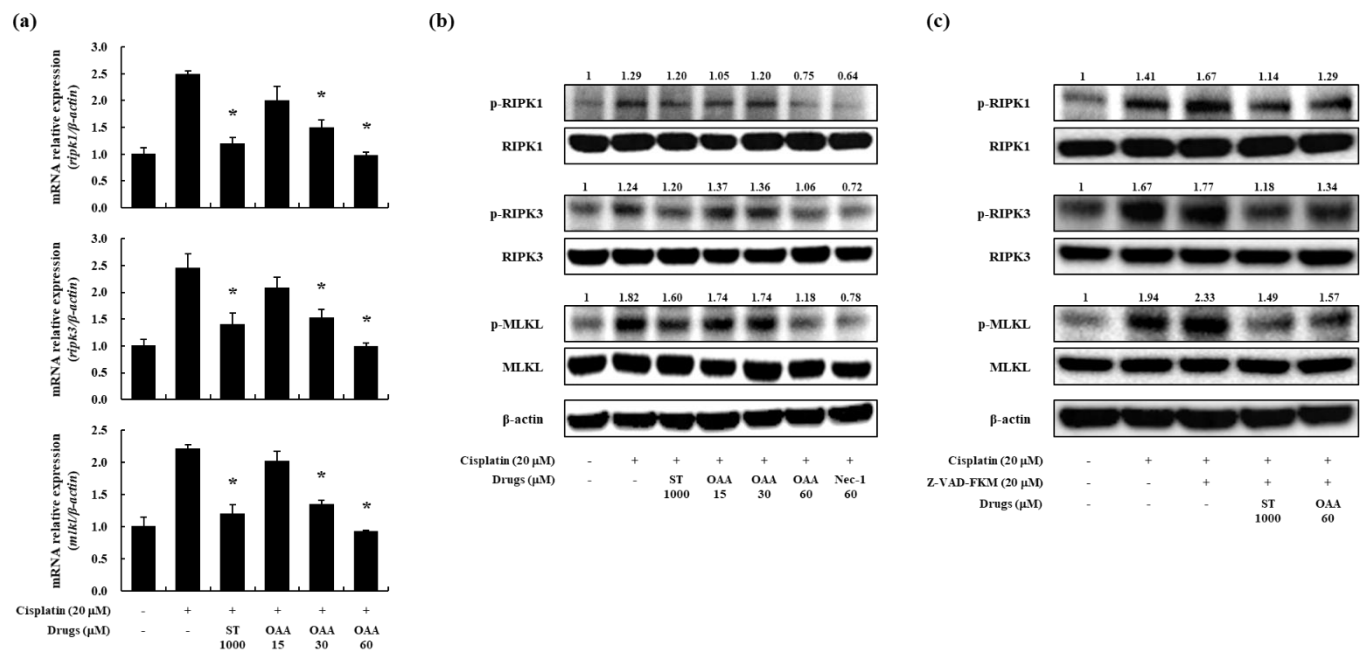 (a)
mRNA relative expression
(ripk1/β-actin)
3.0
2.5
2.0
1.5
1.0
0.5
0.0
* * *
mRNA relative expression
(ripk3/β-actin)
3.0
2.5
2.0
1.5
1.0
0.5
0.0
* * *
mRNA relative expression
(mlkl/β-actin)
2.5
2.0
1.5
1.0
0.5
0.0
* * *
Cisplatin (20 μM) - + + + + +
Drugs (μM) - - ST OAA OAA OAA
1000 15 30 60
(b)
1 1.29 1.20 1.05 1.20 0.75 0.64
p-RIPK1
RIPK1
1 1.24 1.20 1.37 1.36 1.06 0.72
p-RIPK3
RIPK3
1 1.82 1.60 1.74 1.74 1.18 0.78
p-MLKL
MLKL
β-actin
Cisplatin (20 μM) - + + + + + +
Drugs (μM) - - ST OAA OAA OAA Nec-1
1000 15 30 60 60
(c)
1 1.41 1.67 1.14 1.29
p-RIPK1
RIPK1
1 1.67 1.77 1.18 1.34
p-RIPK3
RIPK3
1 1.94 2.33 1.49 1.57
p-MLKL
MLKL
β-actin
Cisplatin (20 μM) - + + + +
Z-VAD-FKM (20 μM) - - + + +
Drugs (μM) - - - ST OAA
1000 60